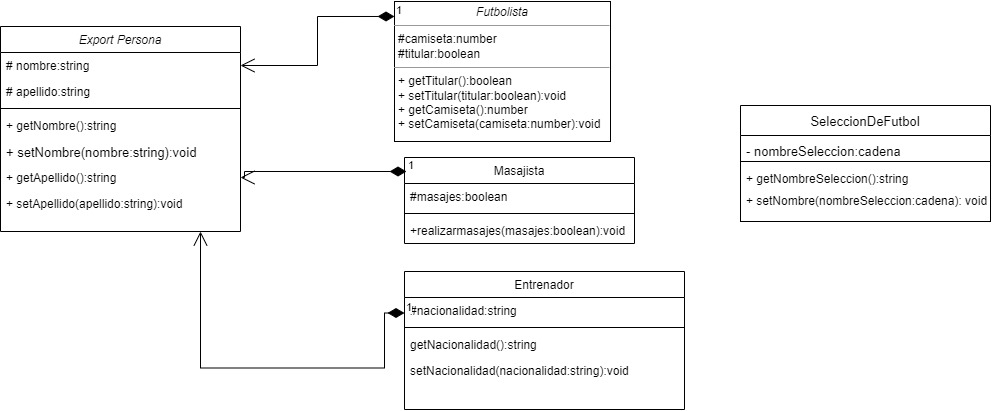 Export Persona
# nombre:string
# apellido:string
+ getNombre():string
+ setNombre(nombre:string):void
+ getApellido():string
+ setApellido(apellido:string):void
1
Futbolista
#camiseta:number
#titular:boolean
+ getTitular():boolean
+ setTitular(titular:boolean):void
+ getCamiseta():number
+ setCamiseta(camiseta:number):void
1
Masajista
#masajes:boolean
+realizarmasajes(masajes:boolean):void
Entrenador
1
#nacionalidad:string
getNacionalidad():string
setNacionalidad(nacionalidad:string):void
SeleccionDeFutbol
- nombreSeleccion:cadena
+ getNombreSeleccion():string
+ setNombre(nombreSeleccion:cadena): void